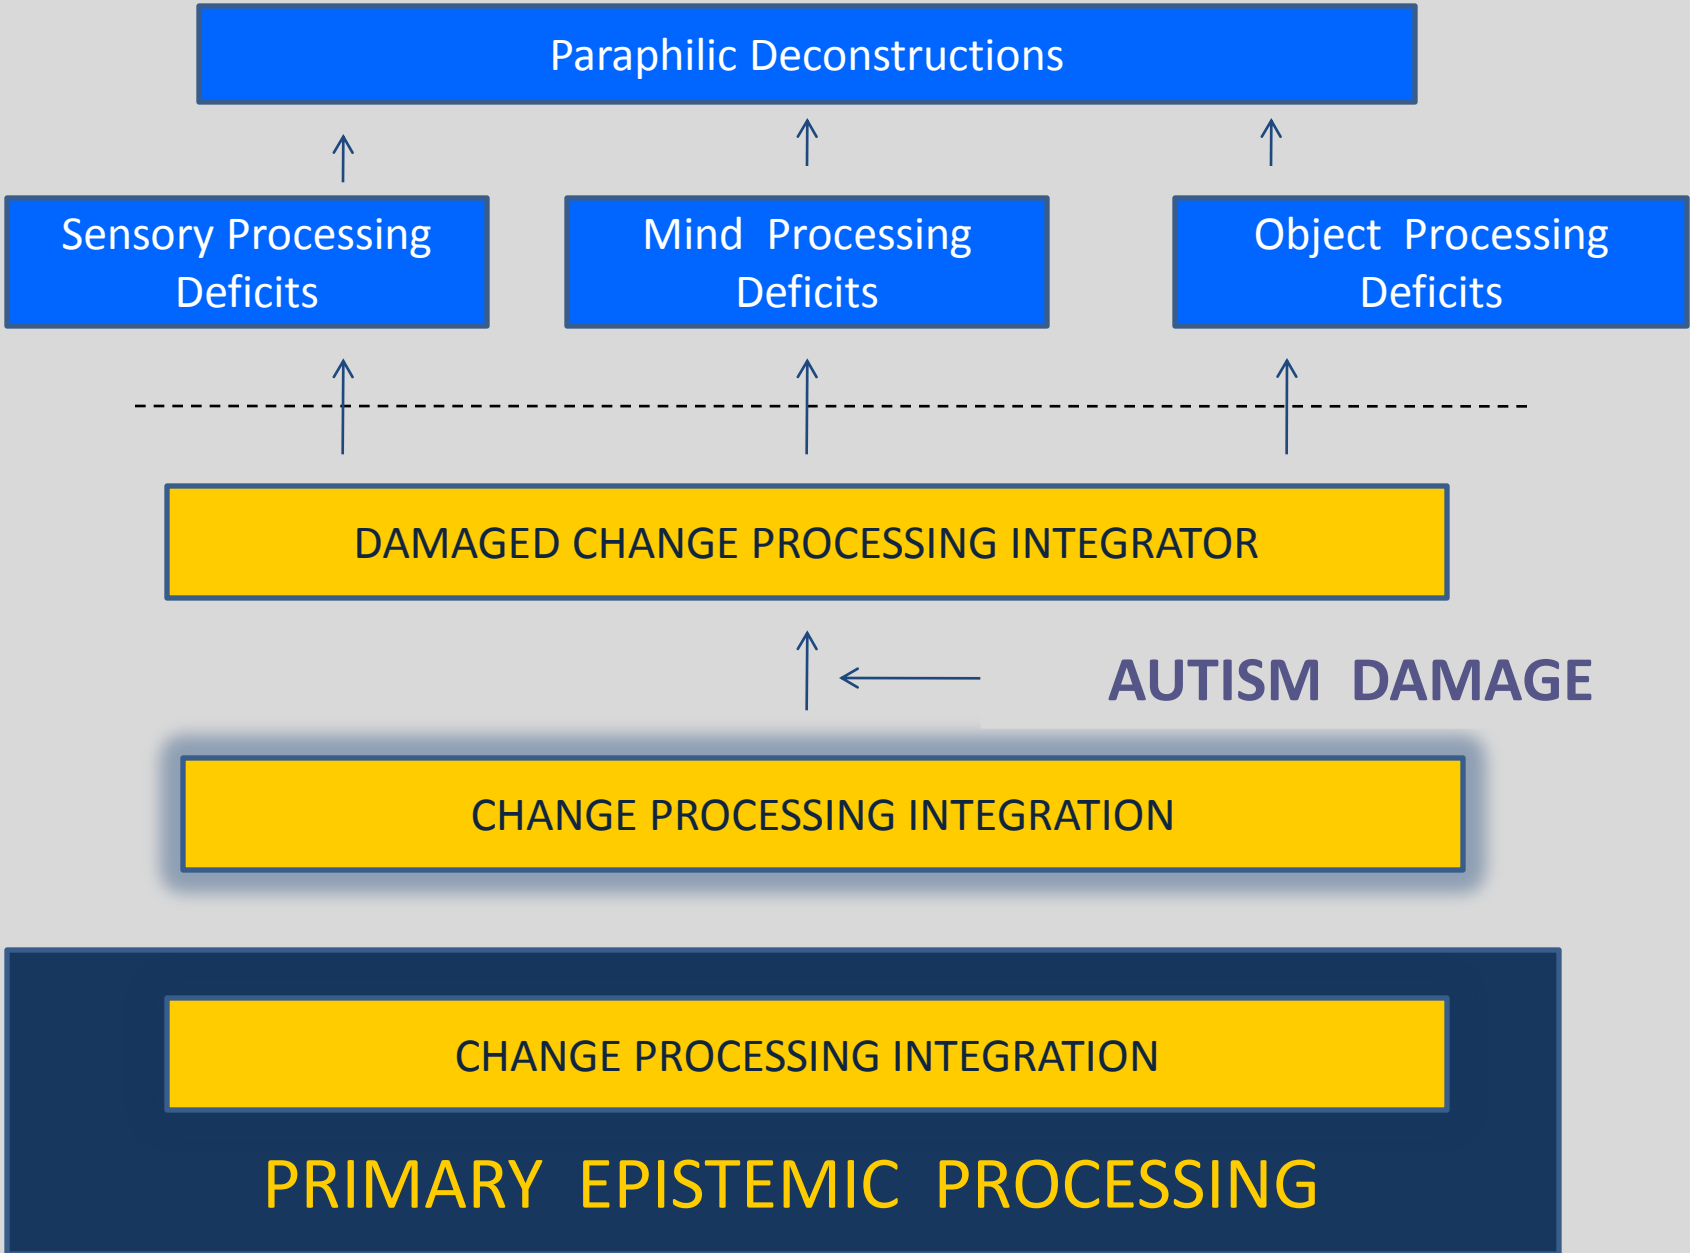 Paraphilic Deconstructions
Sensory Processing
Deficits
Mind Processing
Deficits
Object Processing
Deficits
DAMAGED CHANGE PROCESSING INTEGRATOR
AUTISM DAMAGE
CHANGE PROCESSING INTEGRATION
CHANGE PROCESSING INTEGRATION
PRIMARY EPISTEMIC PROCESSING